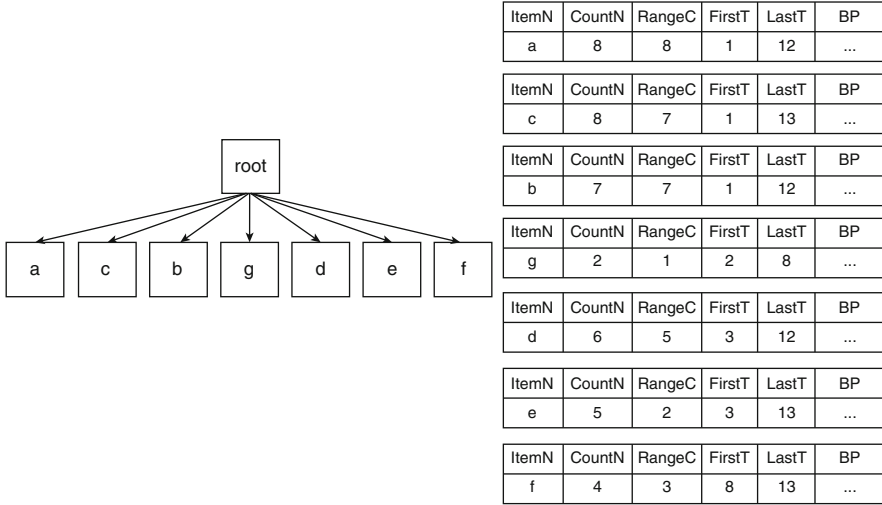 root
a c b g d e f
ItemN CountN RangeC FirstT LastT BP
a 8 8 1 12 ...
ItemN CountN RangeC FirstT LastT BP
c 8 7 1 13 ...
ItemN CountN RangeC FirstT LastT BP
b 7 7 1 12 ...
ItemN CountN RangeC FirstT LastT BP
g 2 1 2 8 ...
ItemN CountN RangeC FirstT LastT BP
d 6 5 3 12 ...
ItemN CountN RangeC FirstT LastT BP
e 5 2 3 13 ...
ItemN CountN RangeC FirstT LastT BP
f 4 3 8 13 ...